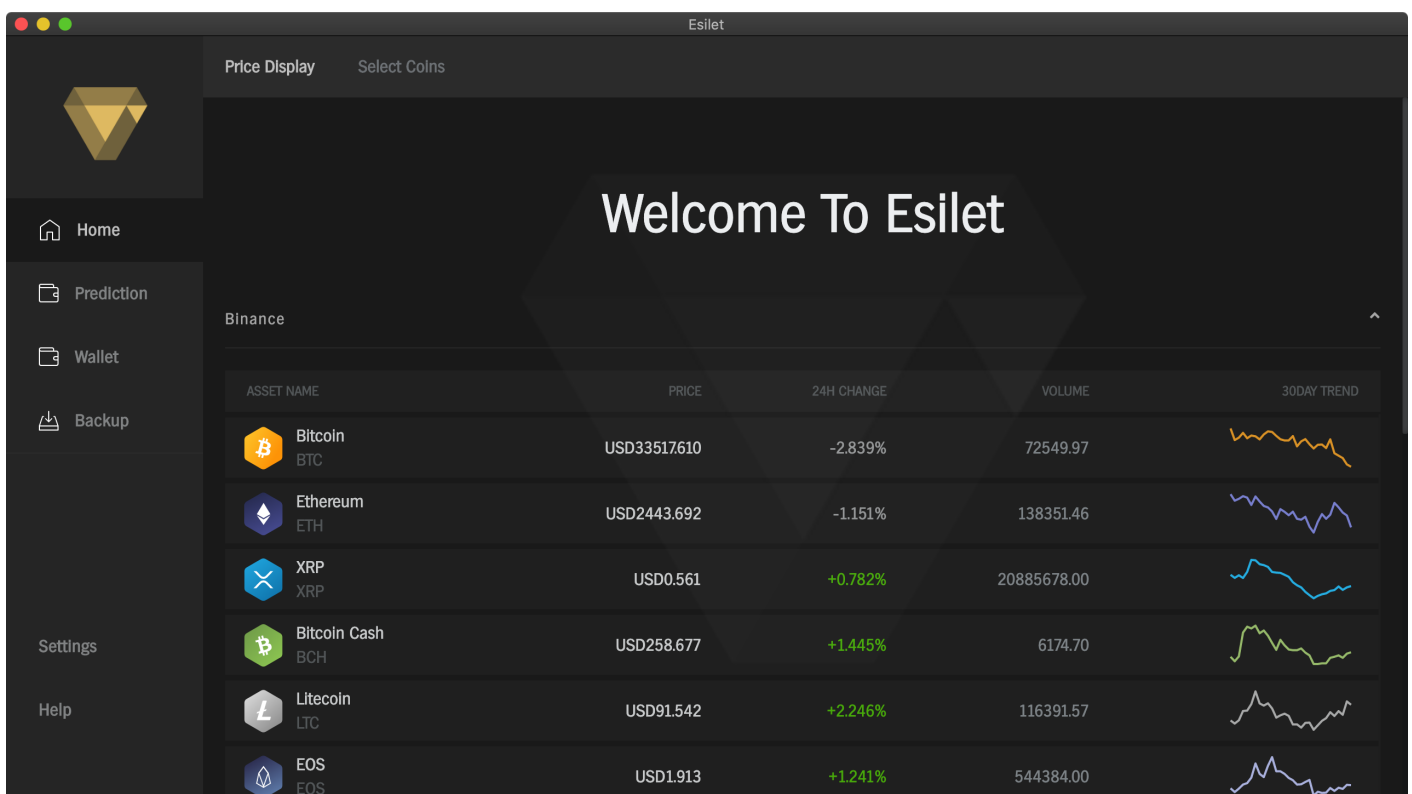 Esilet
Price Display Select Coins
Welcome To Esilet
Home
Prediction
Wallet
Backup
Settings
Help
Binance
ASSET NAME PRICE 24H CHANGE VOLUME 30DAY TREND
Bitcoin
BTC
USD33517.610 -2.839% 72549.97
Ethereum
ETH
USD2443.692 -1.151% 138351.46
XRP
XRP
USD0.561 +0.782% 20885678.00
Bitcoin Cash
BCH
USD258.677 +1.445% 6174.70
Litecoin
LTC
USD91.542 +2.246% 116391.57
EOS
EOS
USD1.913 +1.241% 544384.00